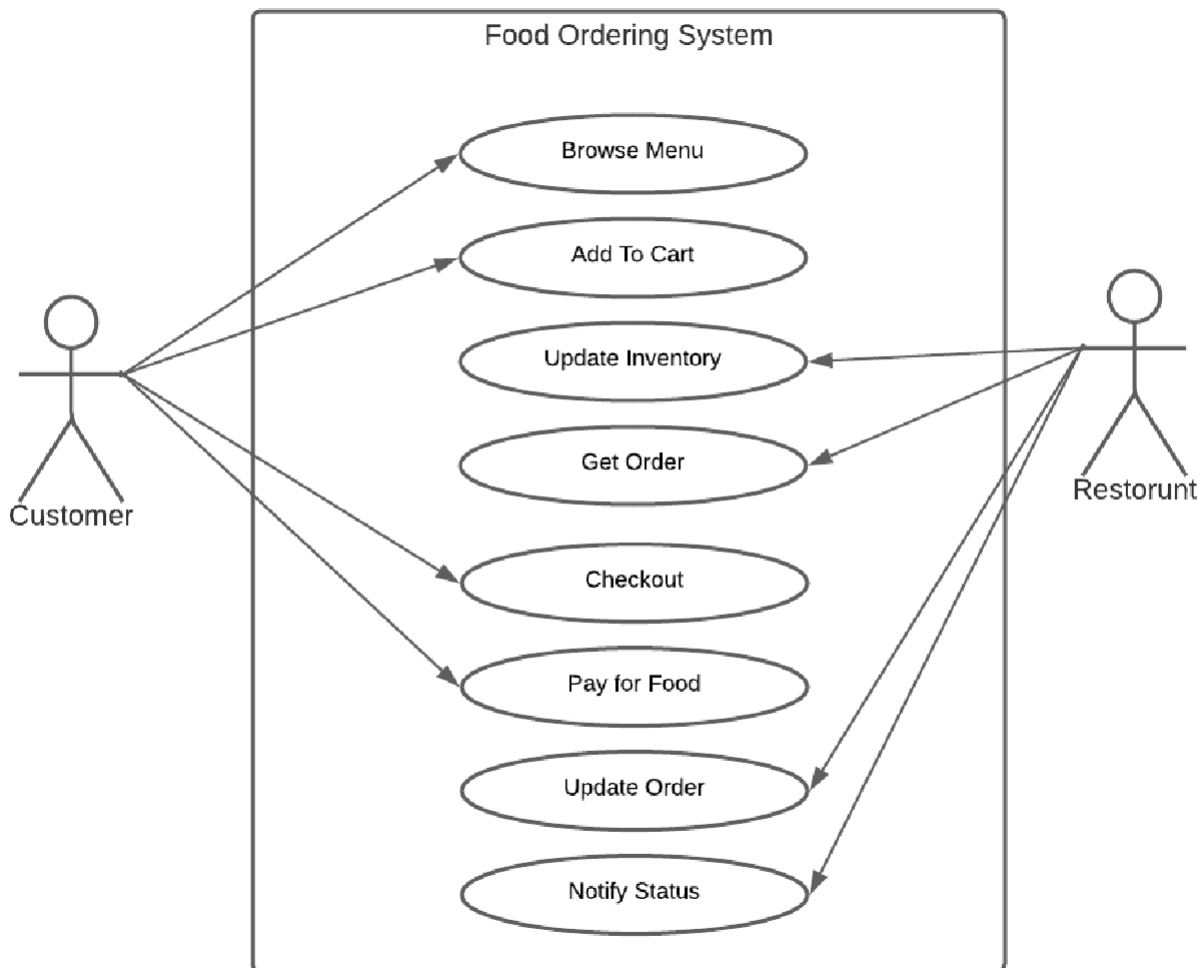 Food Ordering System
Browse Menu
Add To Cart
Update Inventory
Get Order
Customer
Restorunt
Checkout
Pay for Food
Update Order
Notify Status